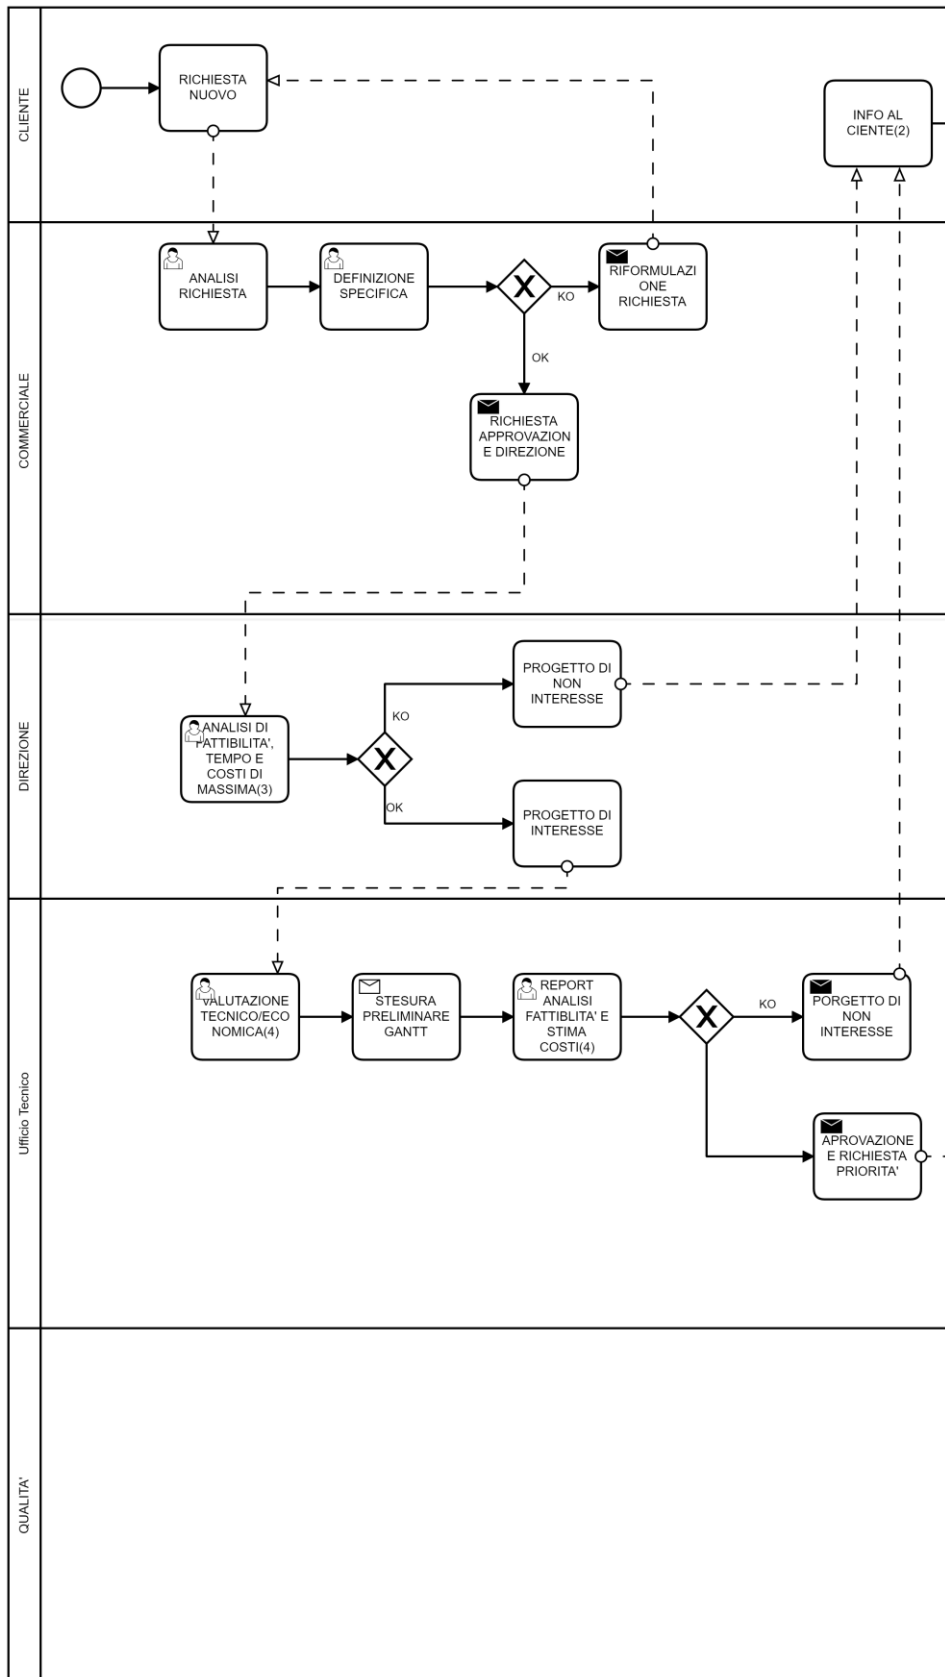 CLIENTE
RICHIESTA
NUOVO
INFO AL
CIENTE(2)
COMMERCIALE
ANALISI
RICHIESTA
DEFINIZIONE
SPECIFICA
X
KO
RIFORMULAZI
ONE
RICHIESTA
OK
RICHIESTA
APPROVAZION
E DIREZIONE
DIREZIONE
ANALISI DI
FATTIBILITA',
TEMPO E
COSTI DI
MASSIMA(3)
X
KO
PROGETTO DI
NON
INTERESSE
OK
PROGETTO DI
INTERESSE
Ufficio Tecnico
VALUTAZIONE
TECNICO/ECO
NOMICA(4)
STESURA
PRELIMINARE
GANTT
REPORT
ANALISI
FATTIBLITA' E
STIMA
COSTI(4)
X
KO
PORGETTO DI
NON
INTERESSE
APROVAZIONE
E RICHIESTA
PRIORITA'
QUALITA'